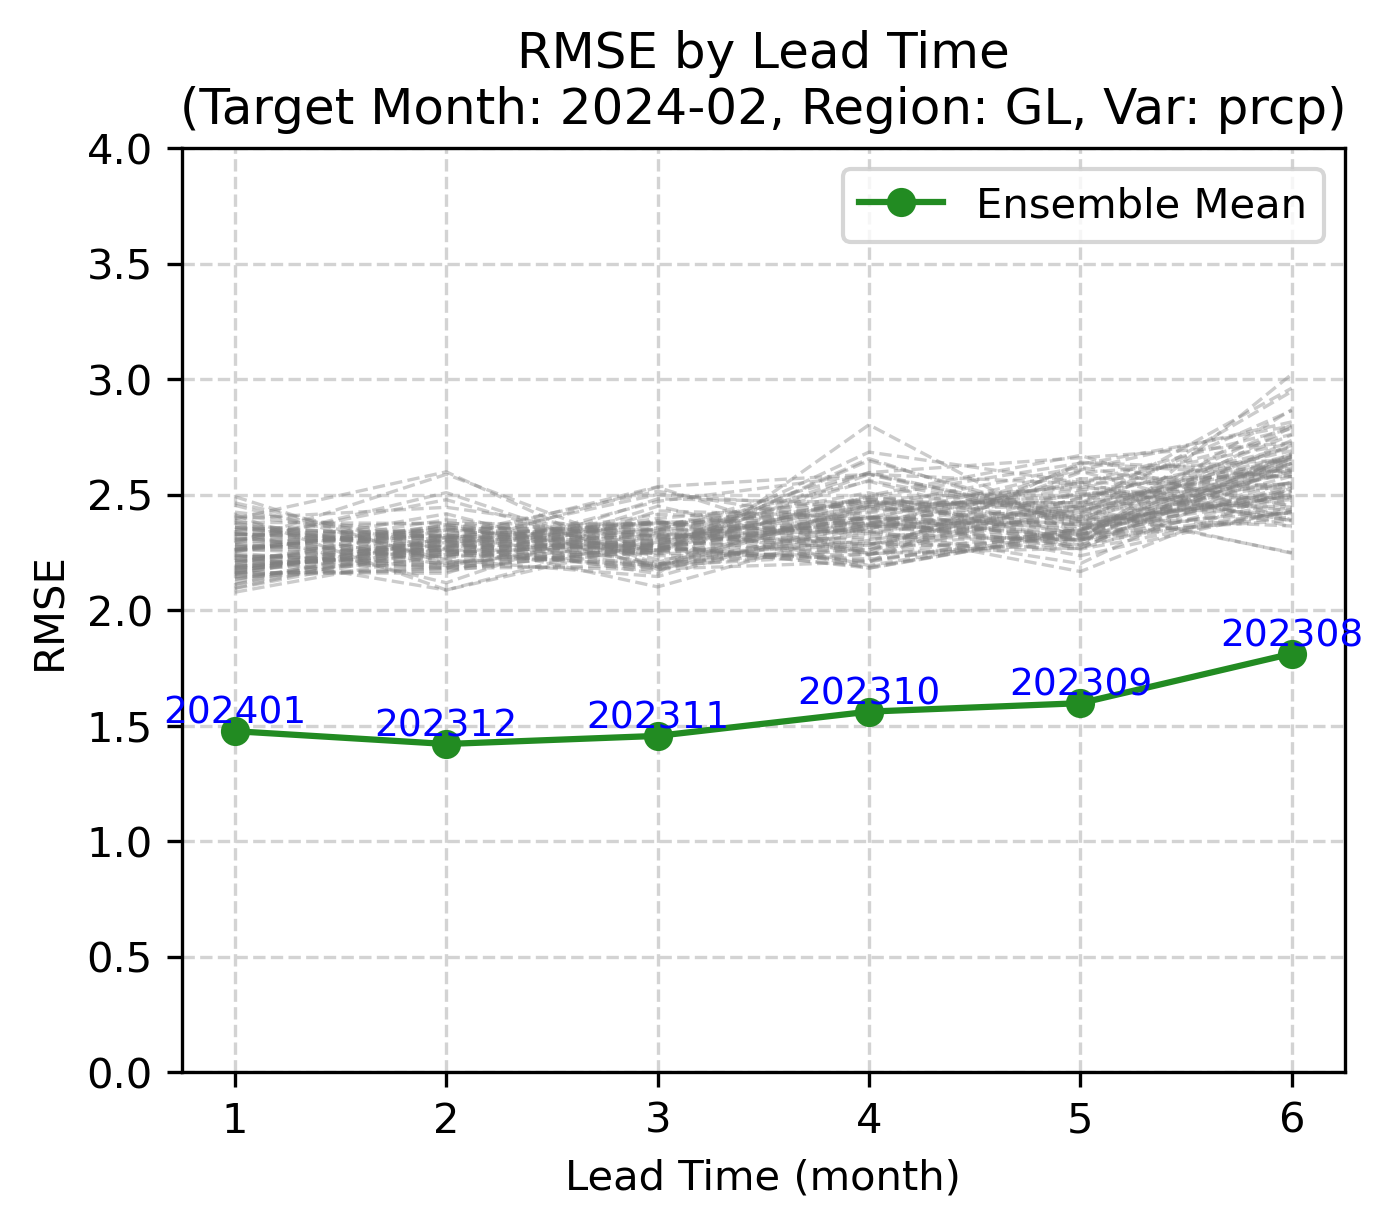 RMSE by Lead Time
(Target Month: 2024-02, Region: GL, Var: prcp)
4.0
3.5
3.0
2.5
2.0
1.5
1.0
0.5
0.0
RMSE
Ensemble Mean
202401
202312
202311
202310
202309
202308
1 2 3 4 5 6
Lead Time (month)